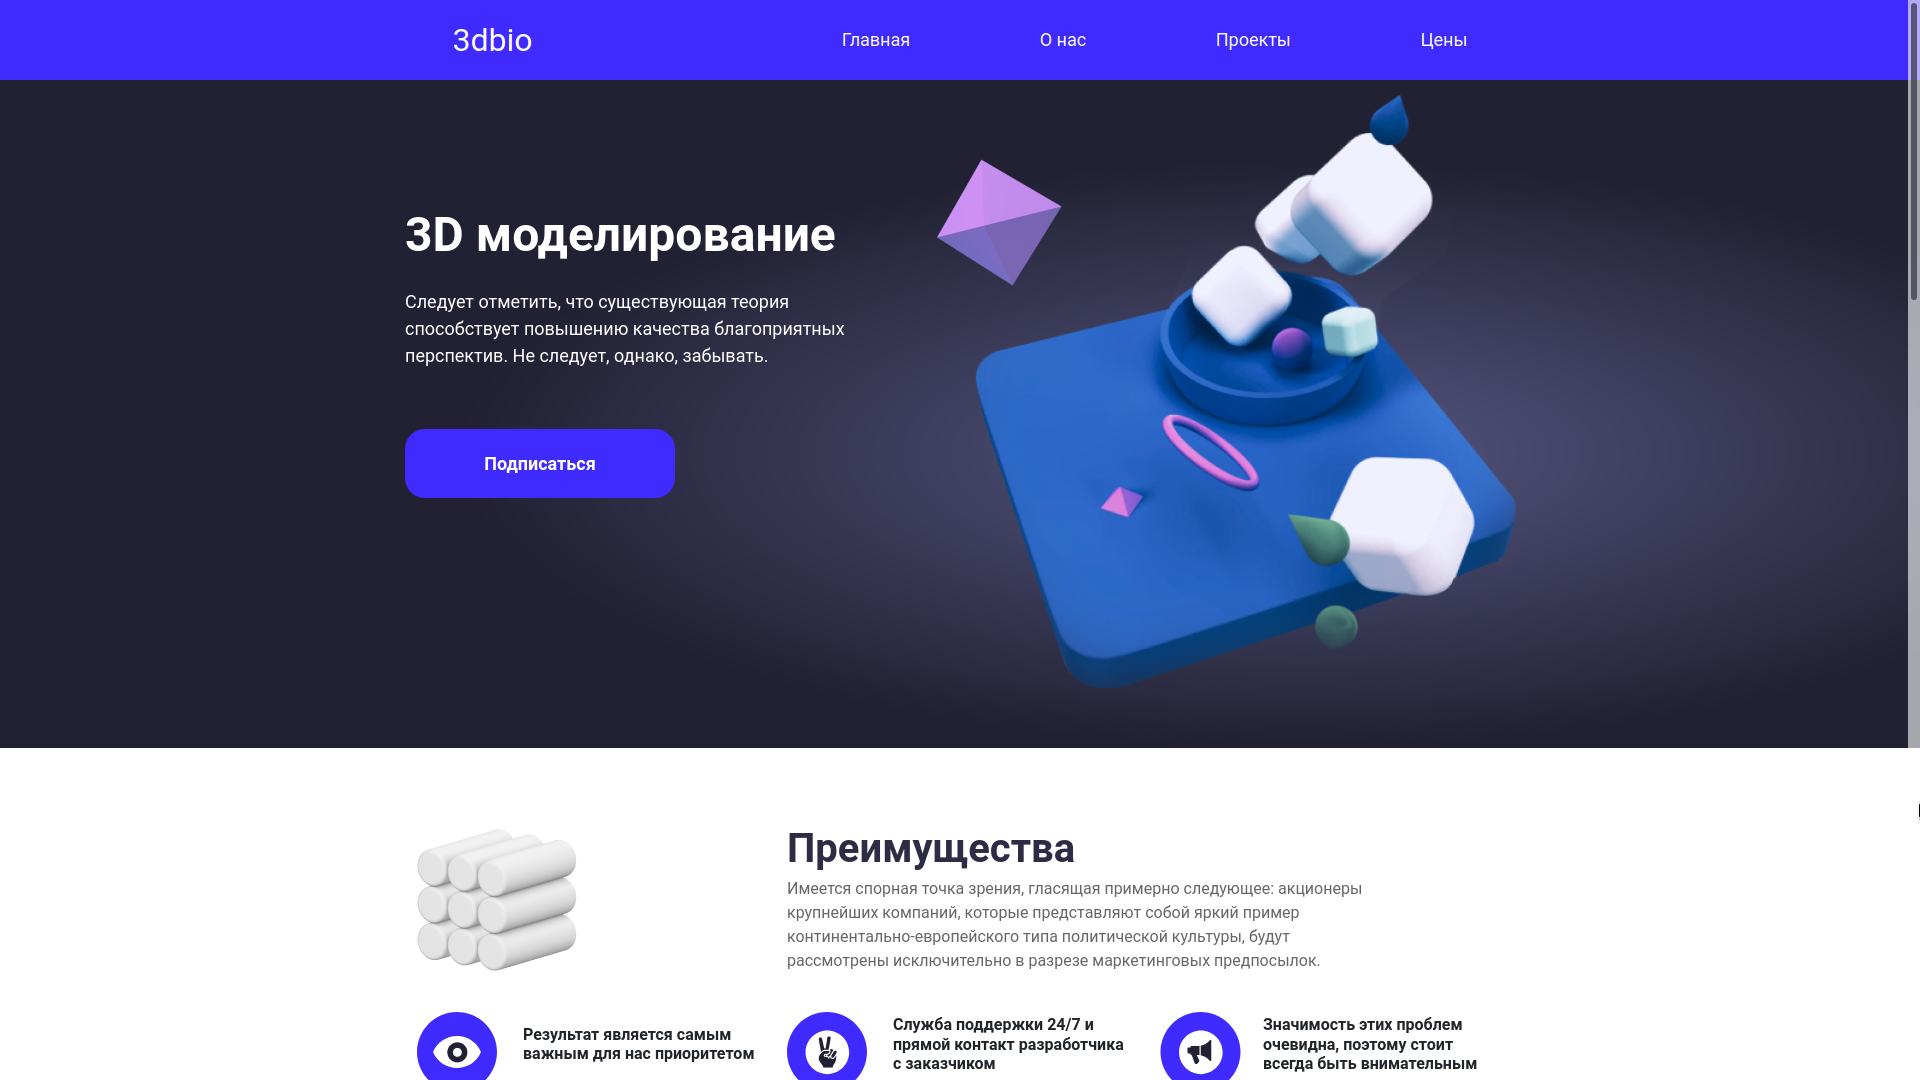 3dbio
Главная
О нас
Проекты
Цены
3D моделирование
Следует отметить, что существующая теория
способствует повышению качества благоприятных
перспектив. Не следует, однако, забывать.
Подписаться
Преимущества
Имеется спорная точка зрения, гласящая примерно следующее: акционеры
крупнейших компаний, которые представляют собой яркий пример
континентально-европейского типа политической культуры, будут
рассмотрены исключительно в разрезе маркетинговых предпосылок.
Результат является самым
важным для нас приоритетом
Служба поддержки 24/7 и
прямой контакт разработчика
с заказчиком
Значимость этих проблем
очевидна, поэтому стоит
всегда быть внимательным